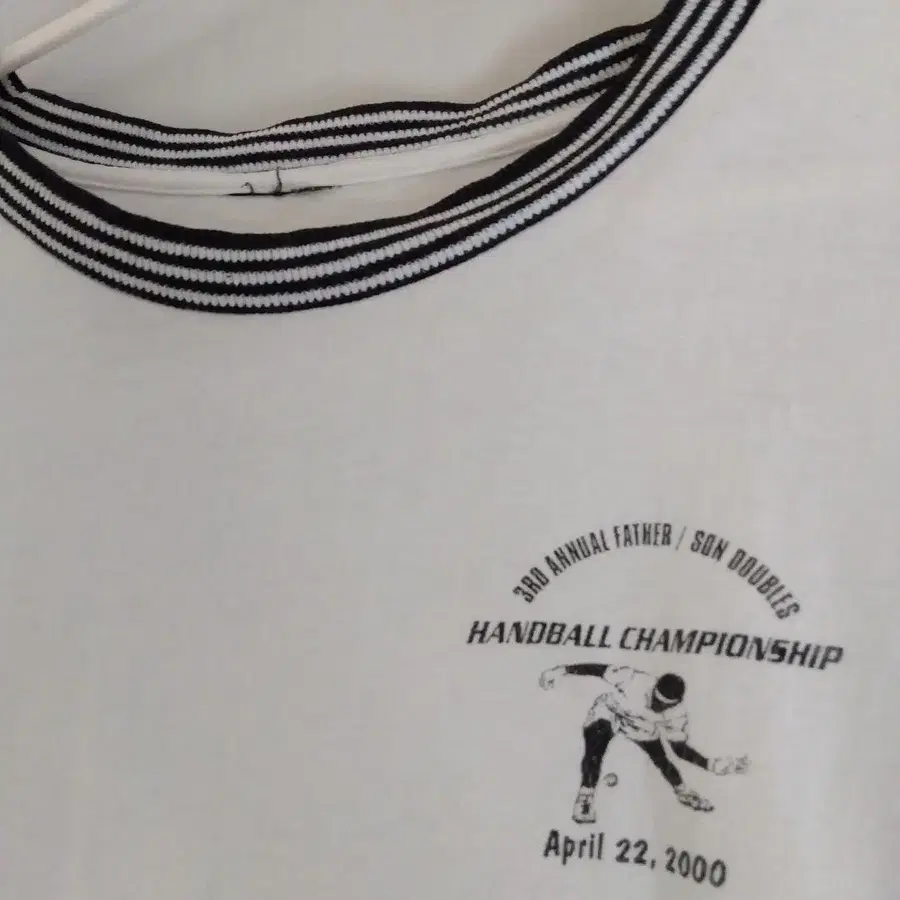 3RD ANNUAL FATHER / SON DOUBLES
HANDBALL CHAMPIONSHIP
April 22, 2000